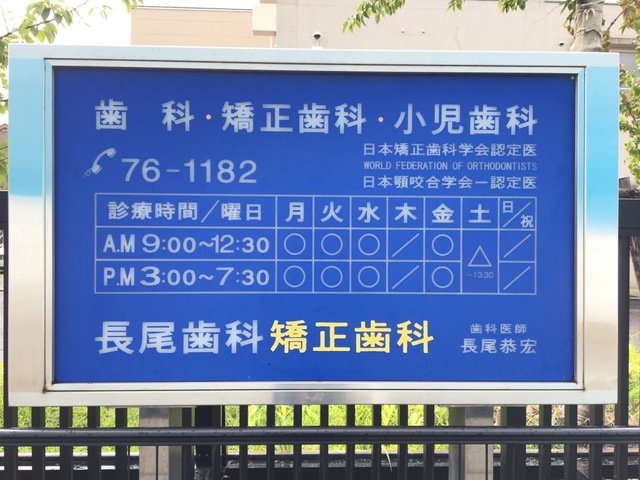 歯科・矯正歯科・小児歯科
76-1182
日本矯正歯科学会認定医
WORLD FEDERATION OF ORTHODONTISTS
日本顎咬合学会一認定医
診療時間／曜日 月 火 水 木 金 土 日／祝
A.M 9:00〜12:30 ○ ○ ○ ／ ○ △ ／
P.M 3:00〜7:30 ○ ○ ○ ／ ○ 〜13:30 ／
長尾歯科 矯正歯科
歯科医師
長尾恭宏